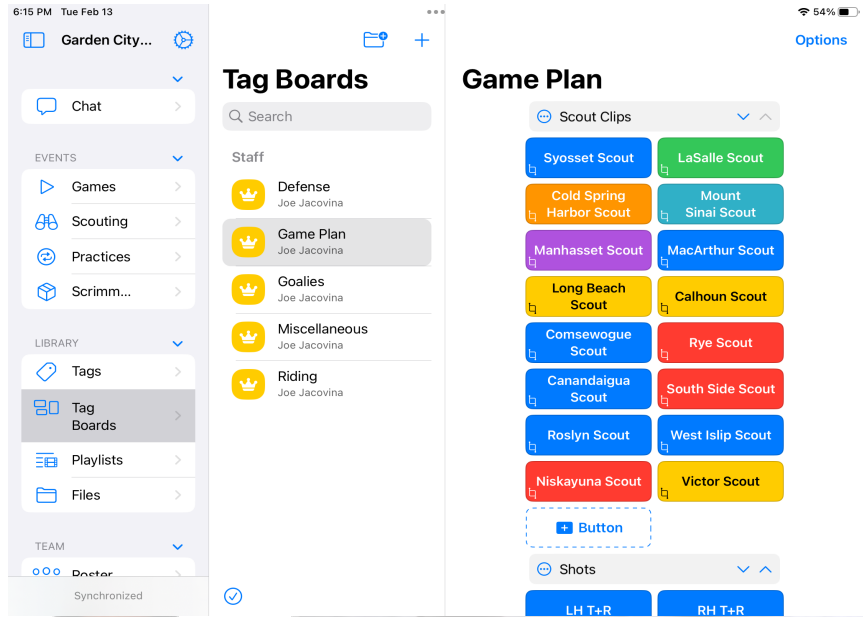 6:15 PM Tue Feb 13
54%
Garden City...
Chat
EVENTS
Games
Scouting
Practices
Scrimm...
LIBRARY
Tags
Tag
Boards
Playlists
Files
TEAM
Roster
Synchronized
Tag Boards
Search
Staff
Defense
Joe Jacovina
Game Plan
Joe Jacovina
Goalies
Joe Jacovina
Miscellaneous
Joe Jacovina
Riding
Joe Jacovina
Options
Game Plan
Scout Clips
Syosset Scout
LaSalle Scout
Cold Spring
Harbor Scout
Mount
Sinai Scout
Manhasset Scout
MacArthur Scout
Long Beach
Scout
Calhoun Scout
Comsewogue
Scout
Rye Scout
Canandaigua
Scout
South Side Scout
Roslyn Scout
West Islip Scout
Niskayuna Scout
Victor Scout
Button
Shots
LH T+R
RH T+R